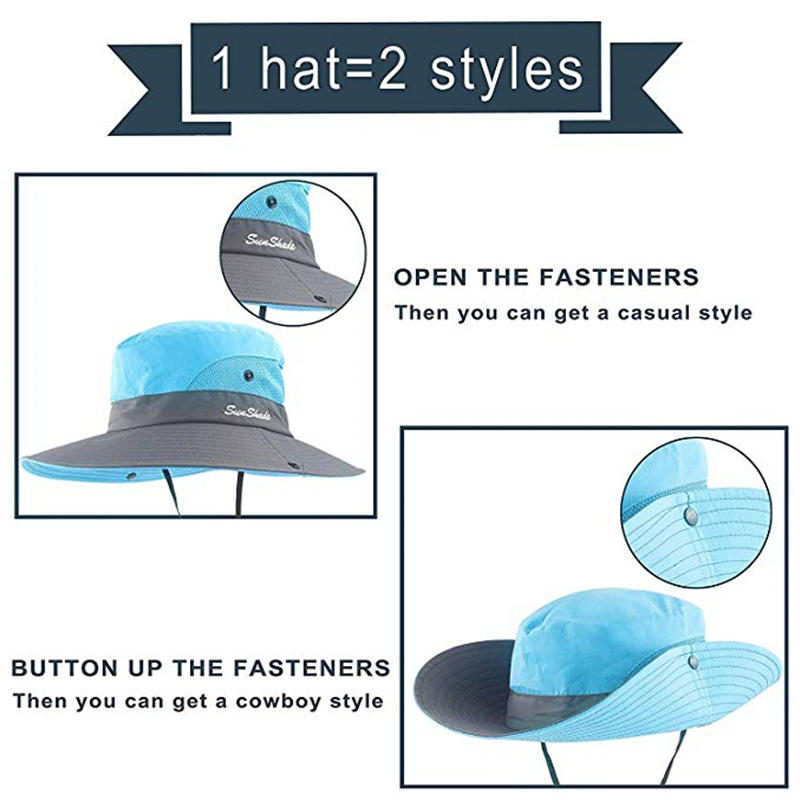 1 hat=2 styles
SunShade
OPEN THE FASTENERS
Then you can get a casual style
SunShade
BUTTON UP THE FASTENERS
Then you can get a cowboy style